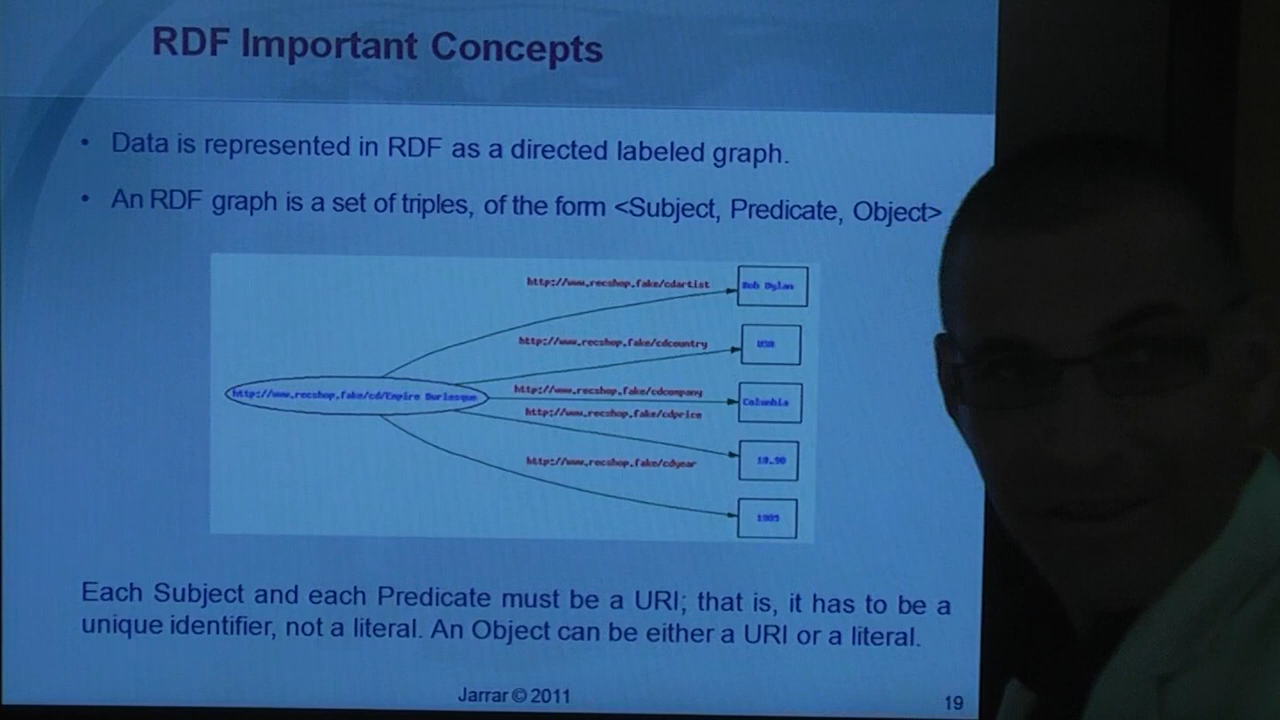 RDF Important Concepts
• Data is represented in RDF as a directed labeled graph.
• An RDF graph is a set of triples, of the form <Subject, Predicate, Object>
http://www.recshop.fake/cdartist
Bob Dylan
http://www.recshop.fake/cdcountry
USA
http://www.recshop.fake/cd/Empire Burlesque
http://www.recshop.fake/cdcompany
Columbia
http://www.recshop.fake/cdprice
10.90
http://www.recshop.fake/cdyear
1985
Each Subject and each Predicate must be a URI; that is, it has to be a
unique identifier, not a literal. An Object can be either a URI or a literal.
Jarrar © 2011
19